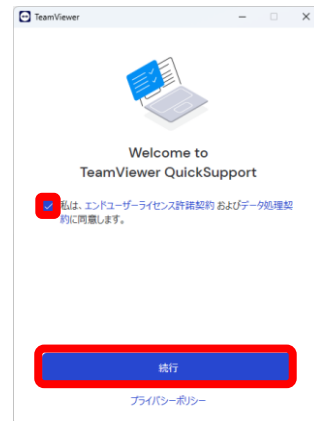 TeamViewer
Welcome to
TeamViewer QuickSupport
私は、エンドユーザーライセンス許諾契約 およびデータ処理契
約に同意します。
続行
プライバシーポリシー